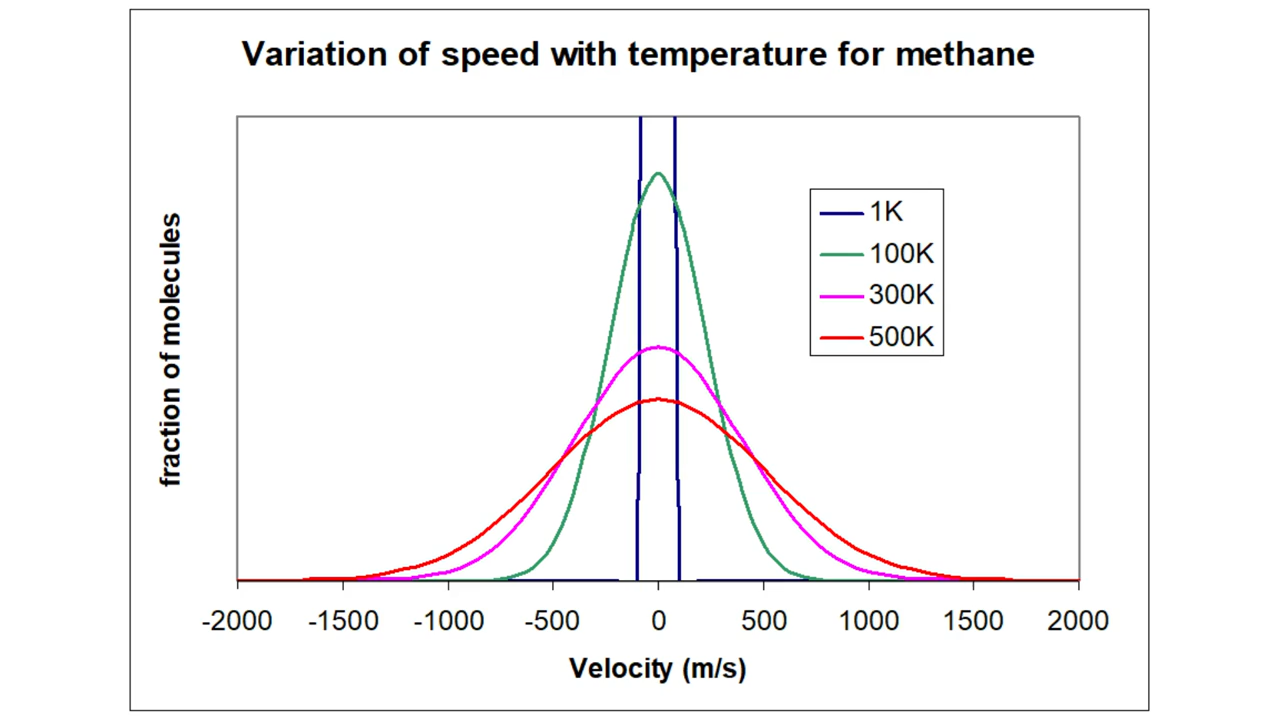 Variation of speed with temperature for methane
fraction of molecules
1K
100K
300K
500K
-2000 -1500 -1000 -500 0 500 1000 1500 2000
Velocity (m/s)